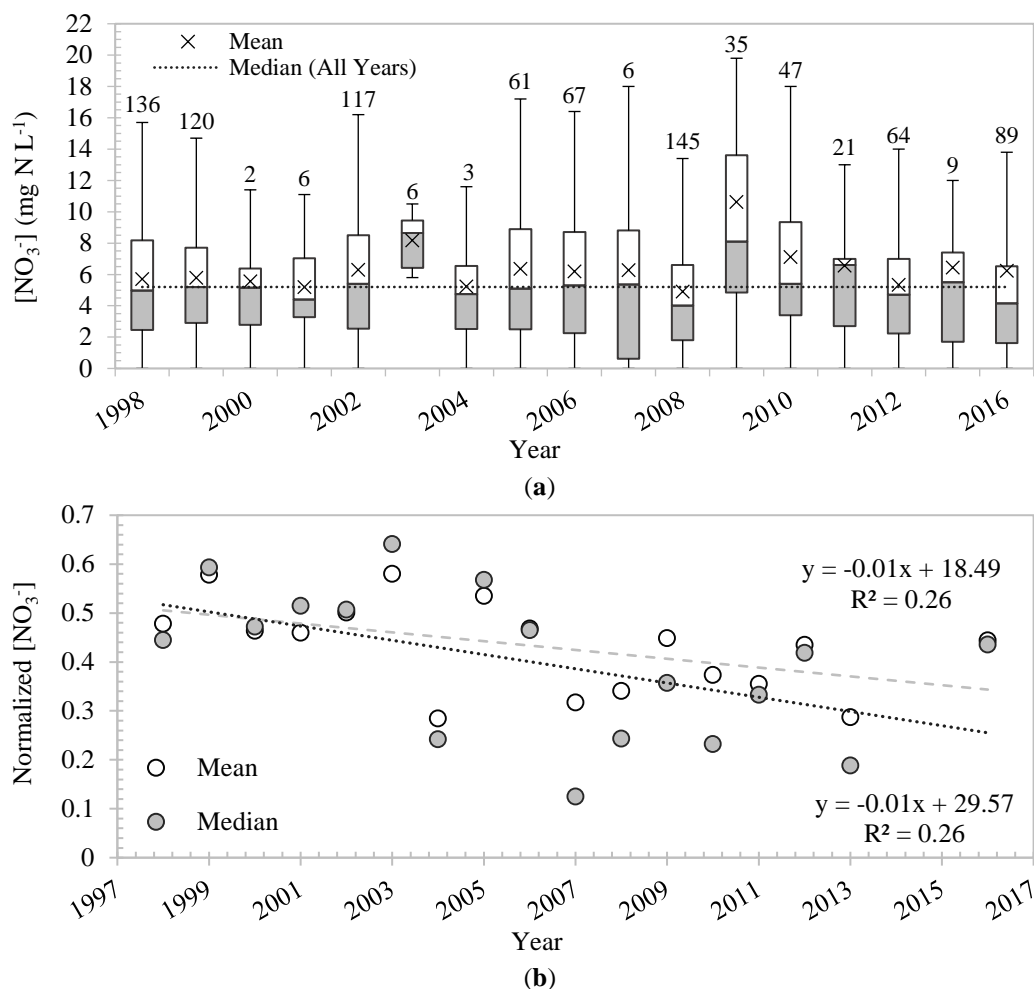 22
20
18
16
14
12
10
8
6
4
2
0
[NO₃⁻] (mg N L⁻¹)
Mean
Median (All Years)
136 120 2 6 117 6 3 61 67 6 145 35 47 21 64 9 89
1998 2000 2002 2004 2006 2008 2010 2012 2016
Year
(a)
0.7
0.6
0.5
0.4
0.3
0.2
0.1
0
Normalized [NO₃⁻]
y = -0.01x + 18.49
R² = 0.26
Mean
Median
y = -0.01x + 29.57
R² = 0.26
1997 1999 2001 2003 2005 2007 2009 2011 2013 2015 2017
Year
(b)